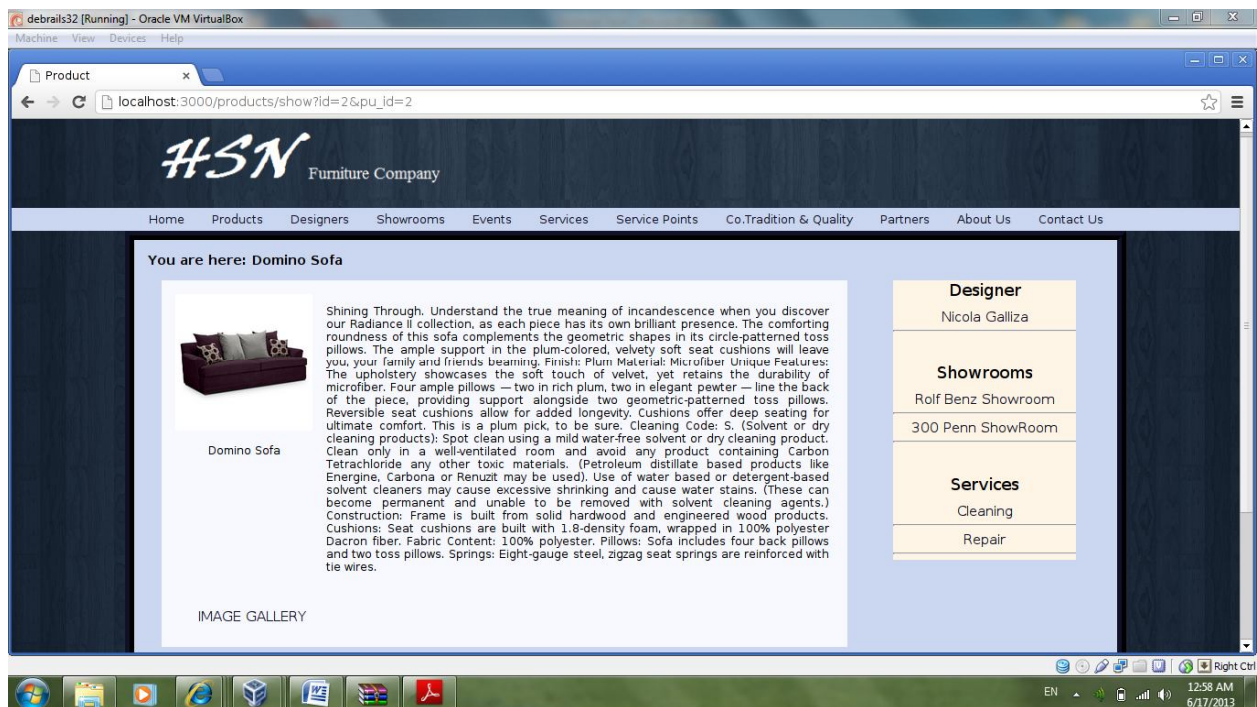 debrails32 [Running] - Oracle VM VirtualBox
Machine View Devices Help
Product
localhost:3000/products/show?id=2&pu_id=2
HSN Furniture Company
Home Products Designers Showrooms Events Services Service Points Co.Tradition & Quality Partners About Us Contact Us
You are here: Domino Sofa
Shining Through. Understand the true meaning of incandescence when you discover
our Radiance II collection, as each piece has its own brilliant presence. The comforting
roundness of this sofa complements the geometric shapes in its circle-patterned toss
pillows. The ample support in the plum-colored, velvety soft seat cushions will leave
you, your family and friends beaming. Finish: Plum Material: Microfiber Unique Features:
The upholstery showcases the soft touch of velvet, yet retains the durability of
microfiber. Four ample pillows — two in rich plum, two in elegant pewter — line the back
of the piece, providing support alongside two geometric-patterned toss pillows.
Reversible seat cushions allow for added longevity. Cushions offer deep seating for
ultimate comfort. This is a plum pick, to be sure. Cleaning Code: S. (Solvent or dry
cleaning products): Spot clean using a mild water-free solvent or dry cleaning product.
Clean only in a well-ventilated room and avoid any product containing Carbon
Tetrachloride any other toxic materials. (Petroleum distillate based products like
Energine, Carbona or Renuzit may be used). Use of water based or detergent-based
solvent cleaners may cause excessive shrinking and cause water stains. (These can
become permanent and unable to be removed with solvent cleaning agents.)
Construction: Frame is built from solid hardwood and engineered wood products.
Cushions: Seat cushions are built with 1.8-density foam, wrapped in 100% polyester
Dacron fiber. Fabric Content: 100% polyester. Pillows: Sofa includes four back pillows
and two toss pillows. Springs: Eight-gauge steel, zigzag seat springs are reinforced with
tie wires.
Domino Sofa
IMAGE GALLERY
Designer
Nicola Galliza
Showrooms
Rolf Benz Showroom
300 Penn ShowRoom
Services
Cleaning
Repair
Right Ctrl
EN
12:58 AM
6/17/2013